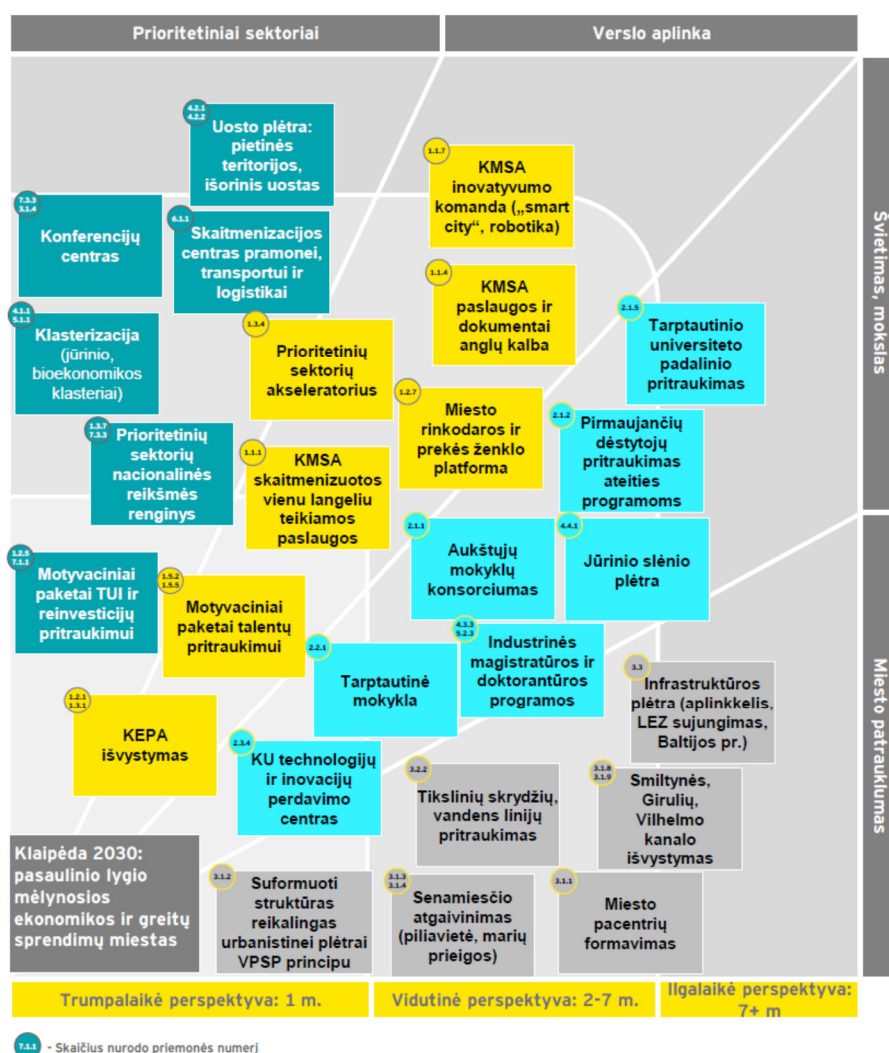 Prioritetiniai sektoriai
Verslo aplinka
Švietimas, mokslas
Miesto patrauklumas
4.2.1
4.2.2
Uosto plėtra:
pietinės
teritorijos,
išorinis uostas
1.1.7
KMSA
inovatyvumo
komanda („smart
city“, robotika)
7.3.3
3.1.4
Konferencijų
centras
6.1.1
Skaitmenizacijos
centras pramonei,
transportui ir
logistikai
1.1.4
KMSA
paslaugos ir
dokumentai
anglų kalba
2.1.5
Tarptautinio
universiteto
padalinio
pritraukimas
4.1.1
5.1.1
Klasterizacija
(jūrinio,
bioekonomikos
klasteriai)
1.3.4
Prioritetinių
sektorių
akseleratorius
1.2.7
Miesto
rinkodaros ir
prekės ženklo
platforma
2.1.2
Pirmaujančių
dėstytojų
pritraukimas
ateities
programoms
1.3.7
7.3.3
Prioritetinių
sektorių
nacionalinės
reikšmės
renginys
1.1.1
KMSA
skaitmenizuotos
vienu langeliu
teikiamos
paslaugos
2.1.1
Aukštųjų
mokyklų
konsorciumas
4.4.1
Jūrinio slėnio
plėtra
1.2.5
7.1.1
Motyvaciniai
paketai TUI ir
reinvesticijų
pritraukimui
1.5.2
1.5.5
Motyvaciniai
paketai talentų
pritraukimui
2.2.1
Tarptautinė
mokykla
4.3.3
5.2.3
Industrinės
magistratūros ir
doktorantūros
programos
3.3
Infrastruktūros
plėtra (aplinkkelis,
LEZ sujungimas,
Baltijos pr.)
1.2.1
1.3.1
KEPA
išvystymas
2.3.4
KU technologijų
ir inovacijų
perdavimo
centras
3.2.2
Tikslinių skrydžių,
vandens linijų
pritraukimas
3.1.8
3.1.9
Smiltynės,
Girulių,
Vilhelmo
kanalo
išvystymas
Klaipėda 2030:
pasaulinio lygio
mėlynosios
ekonomikos ir greitų
sprendimų miestas
3.1.2
Suformuoti
struktūras
reikalingas
urbanistinei plėtrai
VPSP principu
3.1.3
3.1.4
Senamiesčio
atgaivinimas
(piliavietė, marių
prieigos)
3.1.1
Miesto
pacentrių
formavimas
Trumpalaikė perspektyva: 1 m.
Vidutinė perspektyva: 2-7 m.
Ilgalaikė perspektyva:
7+ m
7.1.1 - Skaičius nurodo priemonės numerį